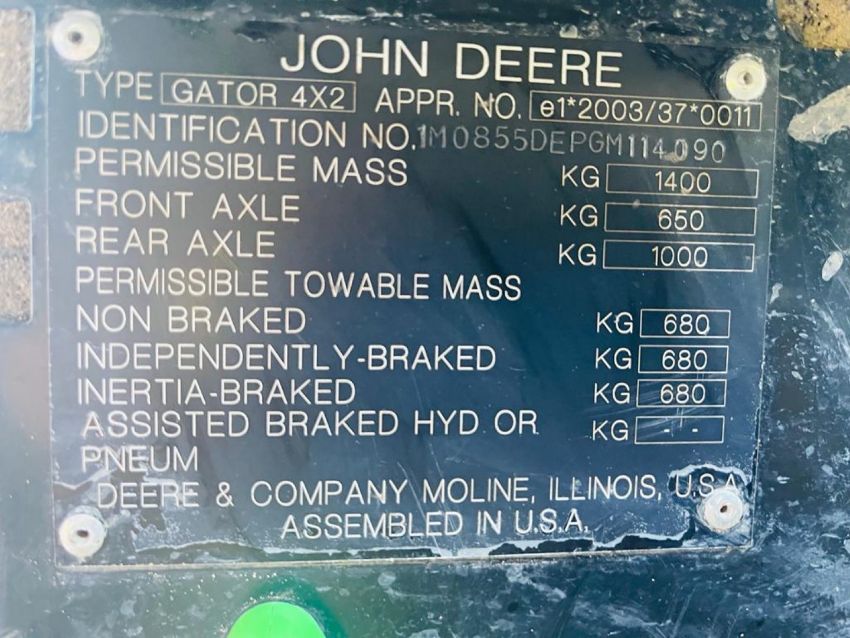 JOHN DEERE
TYPE GATOR 4X2 APPR. NO. e1*2003/37*0011
IDENTIFICATION NO. 1M0855DEPGM114090
PERMISSIBLE MASS KG 1400
FRONT AXLE KG 650
REAR AXLE KG 1000
PERMISSIBLE TOWABLE MASS
NON BRAKED KG 680
INDEPENDENTLY-BRAKED KG 680
INERTIA-BRAKED KG 680
ASSISTED BRAKED HYD OR KG - -
PNEUM
DEERE & COMPANY MOLINE, ILLINOIS, U.S.A.
ASSEMBLED IN U.S.A.